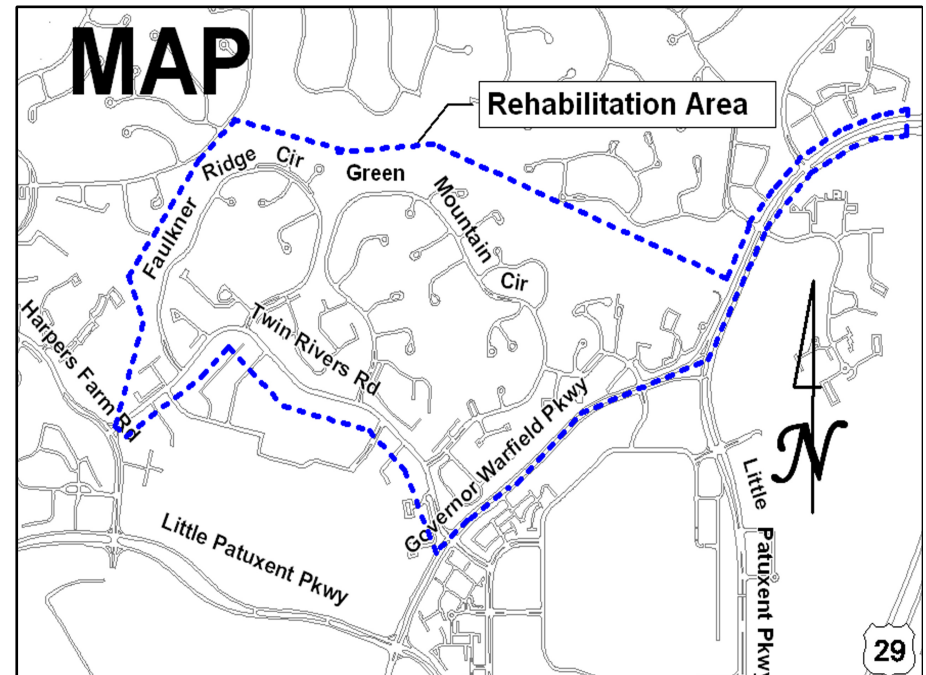 MAP
Rehabilitation Area
Ridge Cir
Green
Mountain
Cir
Faulkner
Harpers Farm Rd
Twin Rivers Rd
Governor Warfield Pkwy
Little Patuxent Pkwy
Little Patuxent Pkwy
N
29